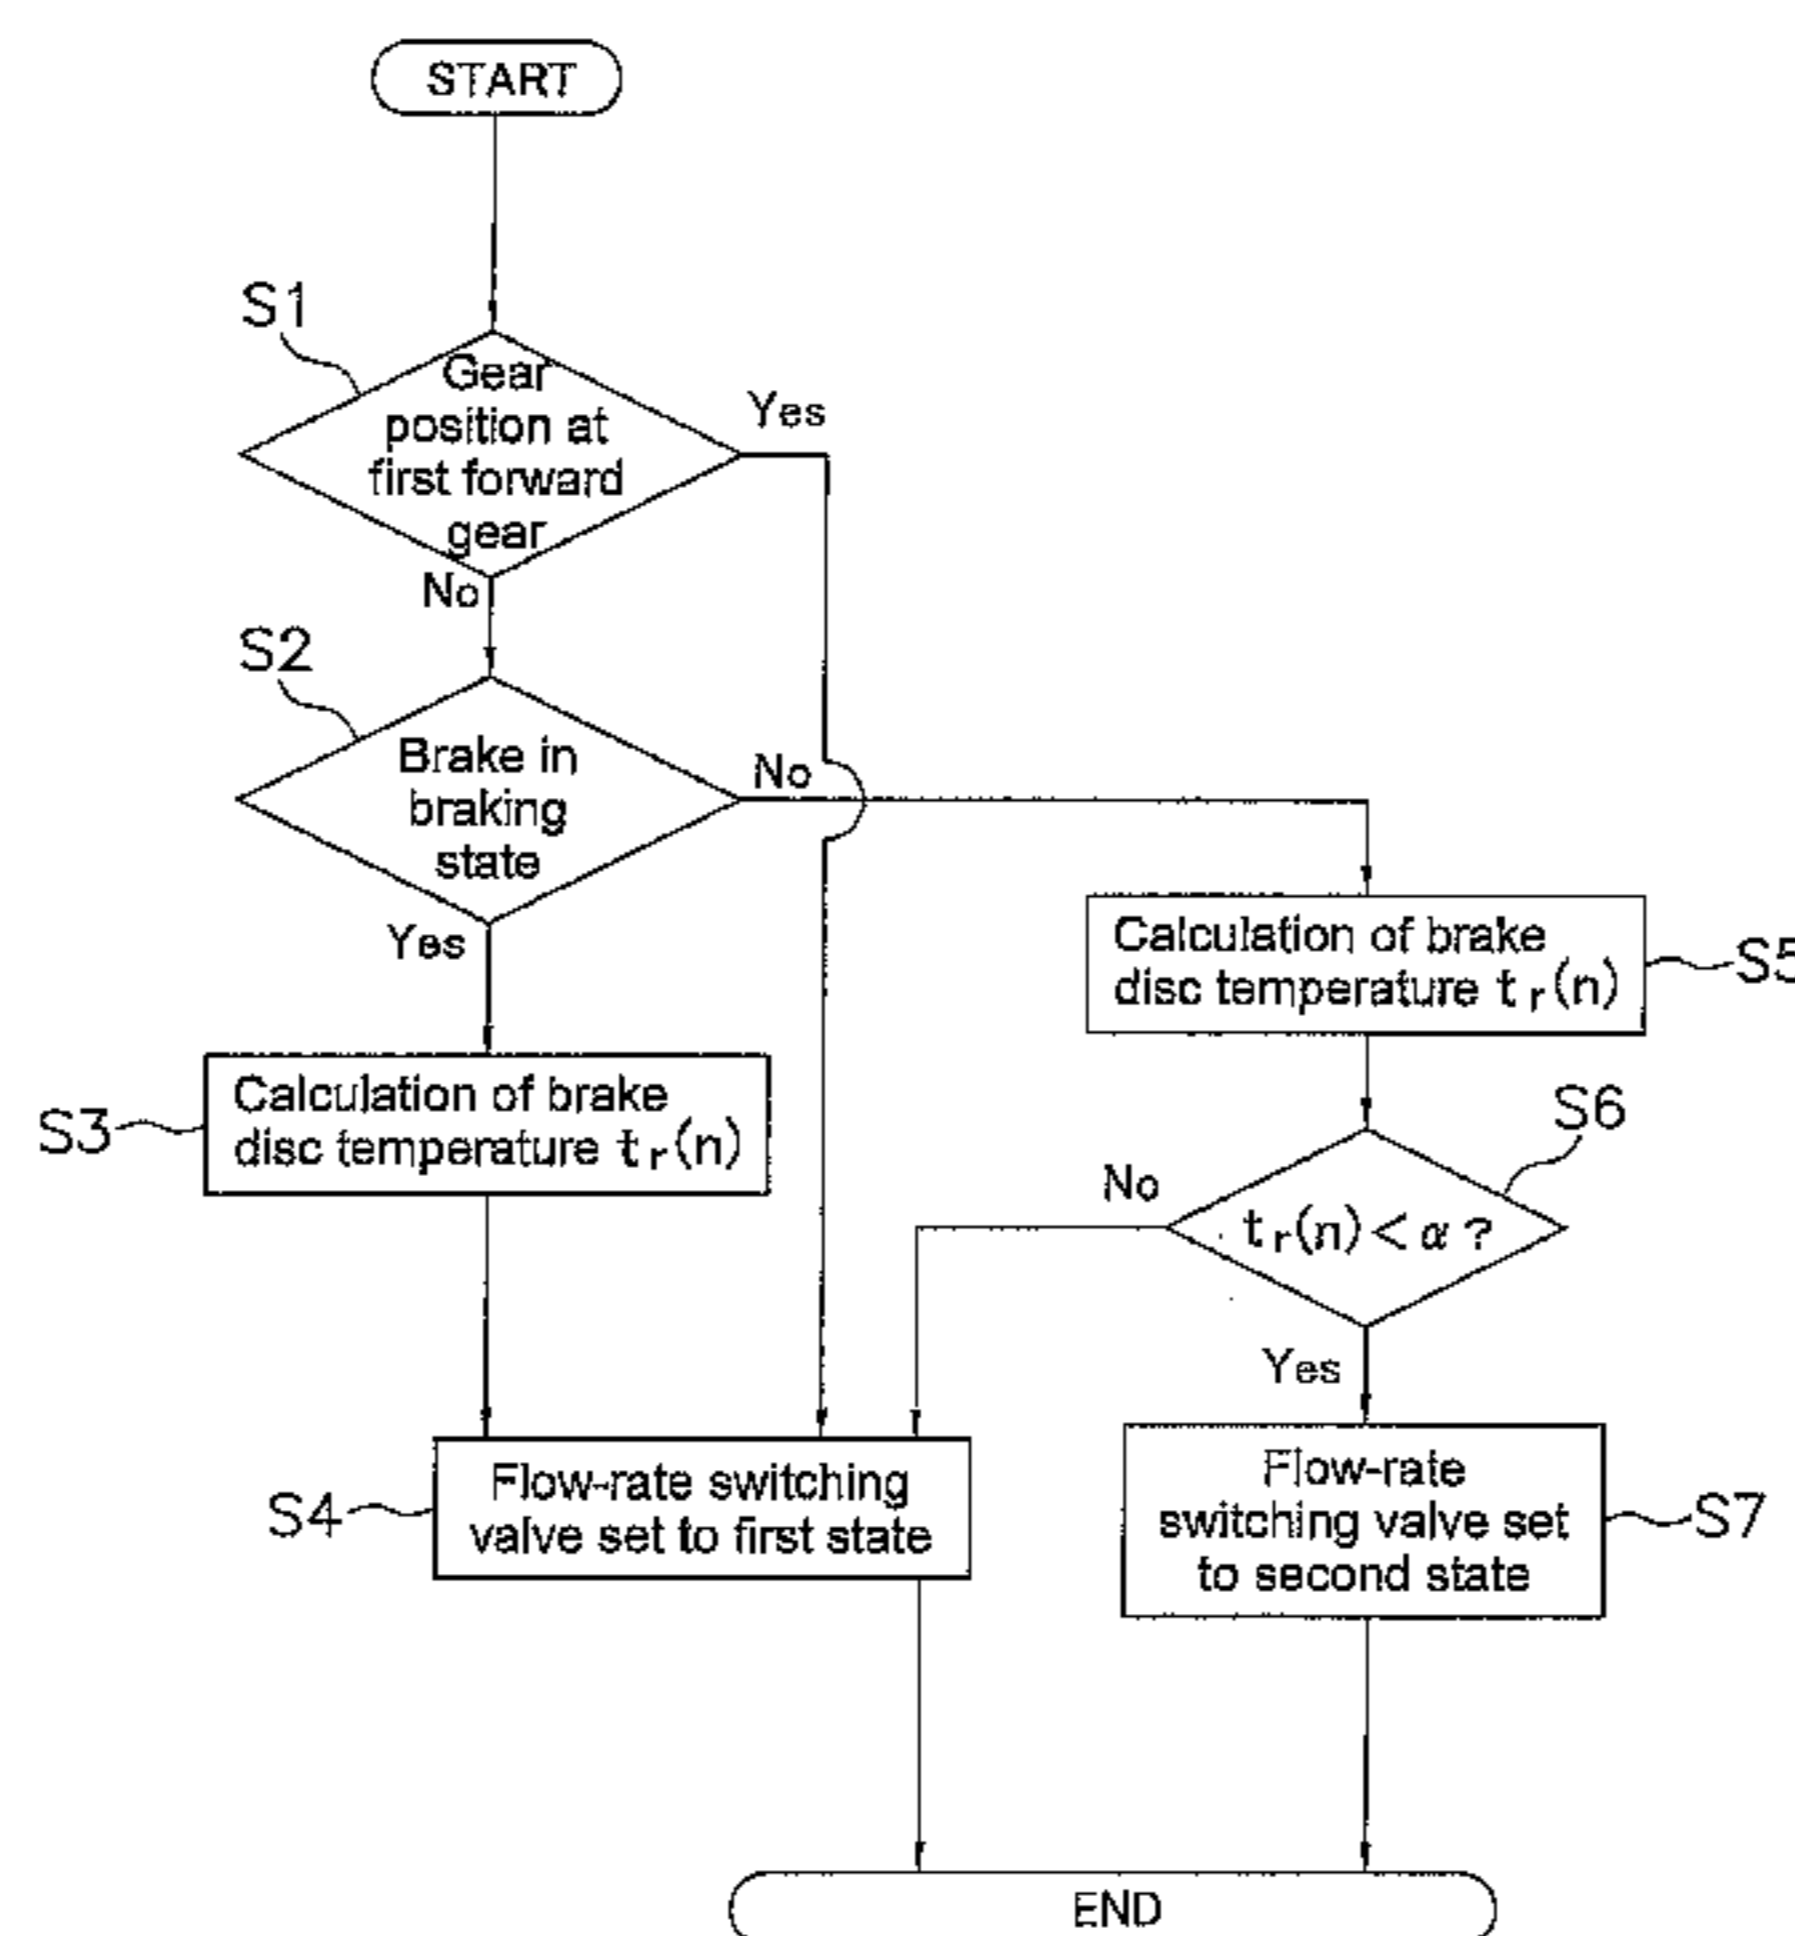 START
S1
Gear
position at
first forward
gear
Yes
No
S2
Brake in
braking
state
No
Yes
Calculation of brake
disc temperature tr(n)
S5
S3
Calculation of brake
disc temperature tr(n)
S6
No
tr(n) < α ?
Yes
S4
Flow-rate switching
valve set to first state
Flow-rate
switching valve set
to second state
S7
END